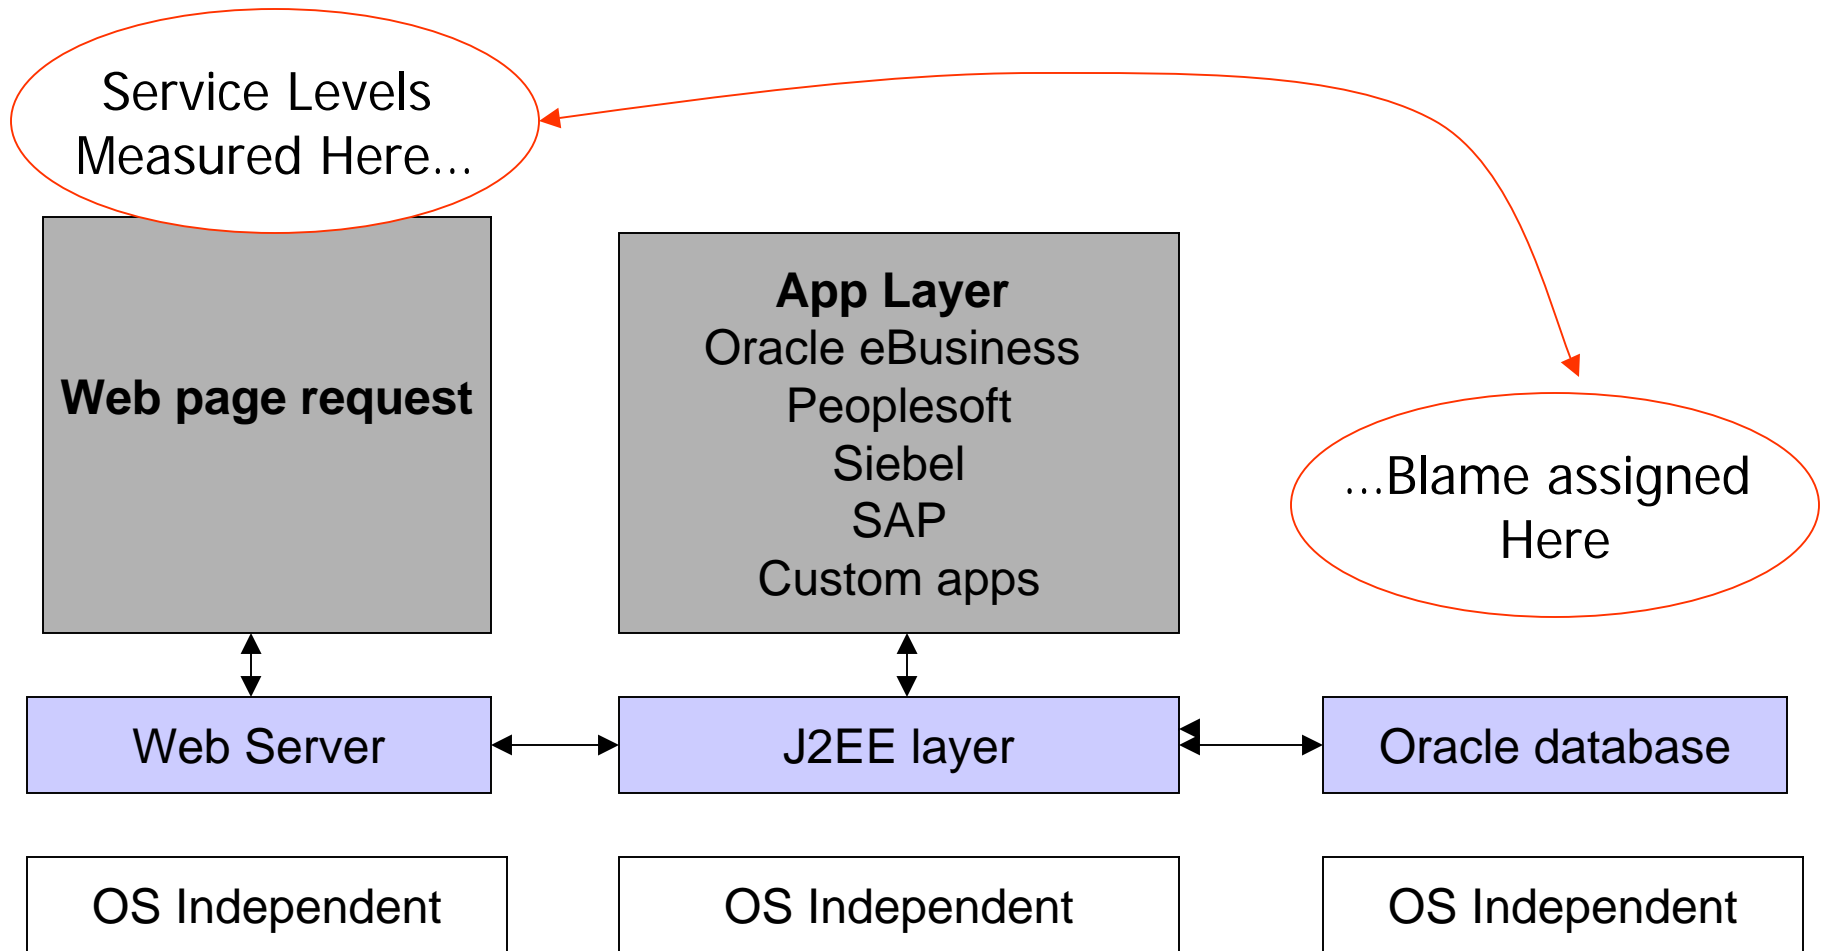 Service Levels
Measured Here...
Web page request
App Layer
Oracle eBusiness
Peoplesoft
Siebel
SAP
Custom apps
...Blame assigned
Here
Web Server
J2EE layer
Oracle database
OS Independent
OS Independent
OS Independent